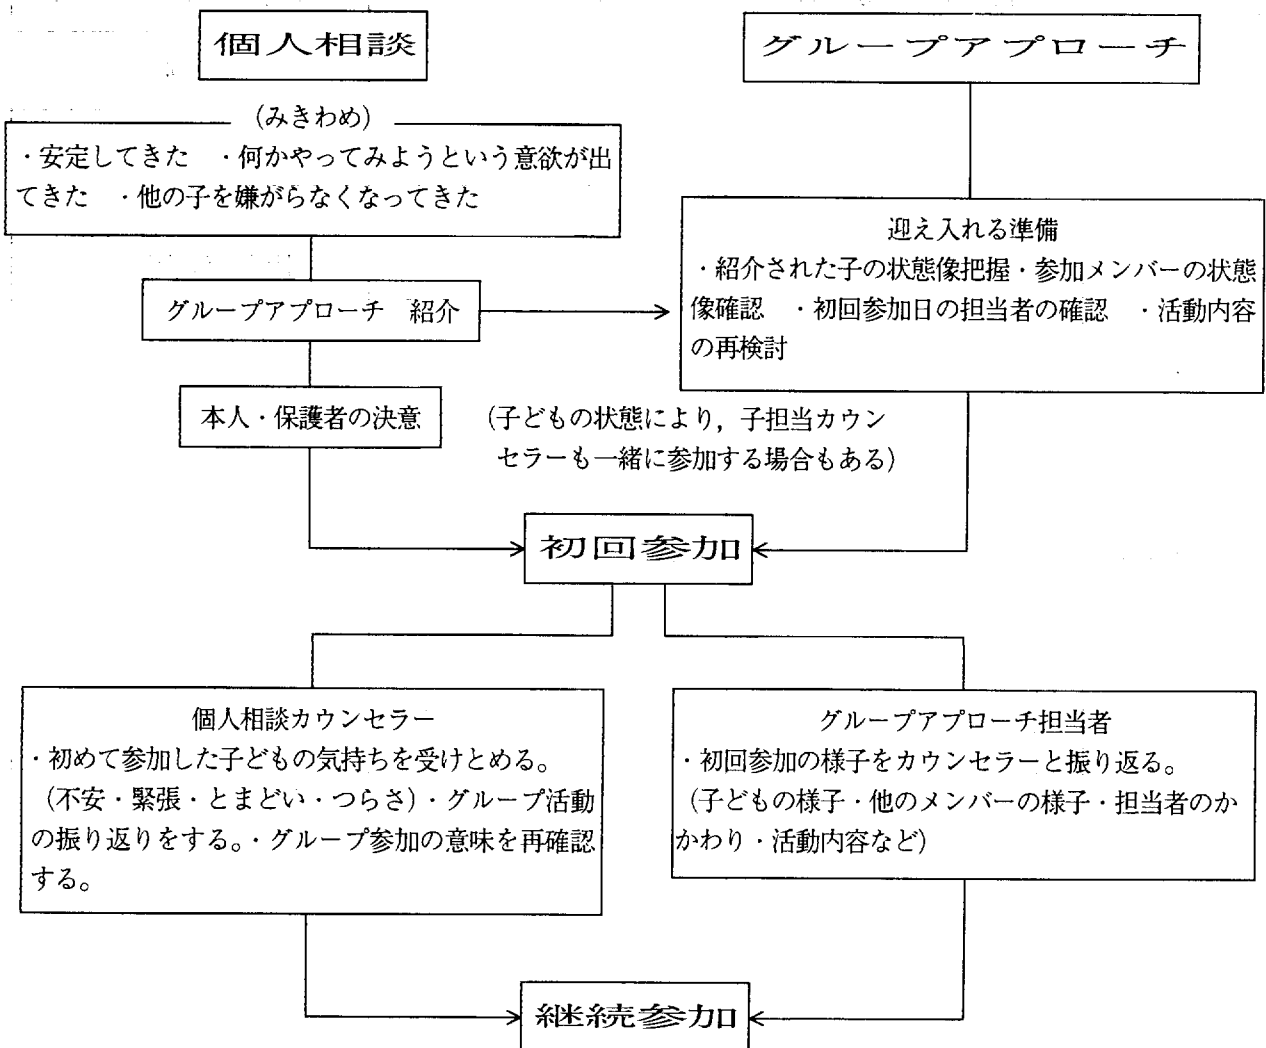 個人相談
グループアプローチ
(みきわめ)
・安定してきた　・何かやってみようという意欲が出
てきた　・他の子を嫌がらなくなってきた
グループアプローチ　紹介
迎え入れる準備
・紹介された子の状態像把握・参加メンバーの状態
像確認　・初回参加日の担当者の確認　・活動内容
の再検討
本人・保護者の決意
(子どもの状態により，子担当カウン
セラーも一緒に参加する場合もある)
初回参加
個人相談カウンセラー
・初めて参加した子どもの気持ちを受けとめる。
(不安・緊張・とまどい・つらさ)・グループ活動
の振り返りをする。・グループ参加の意味を再確認
する。
グループアプローチ担当者
・初回参加の様子をカウンセラーと振り返る。
(子どもの様子・他のメンバーの様子・担当者のか
かわり・活動内容など)
継続参加